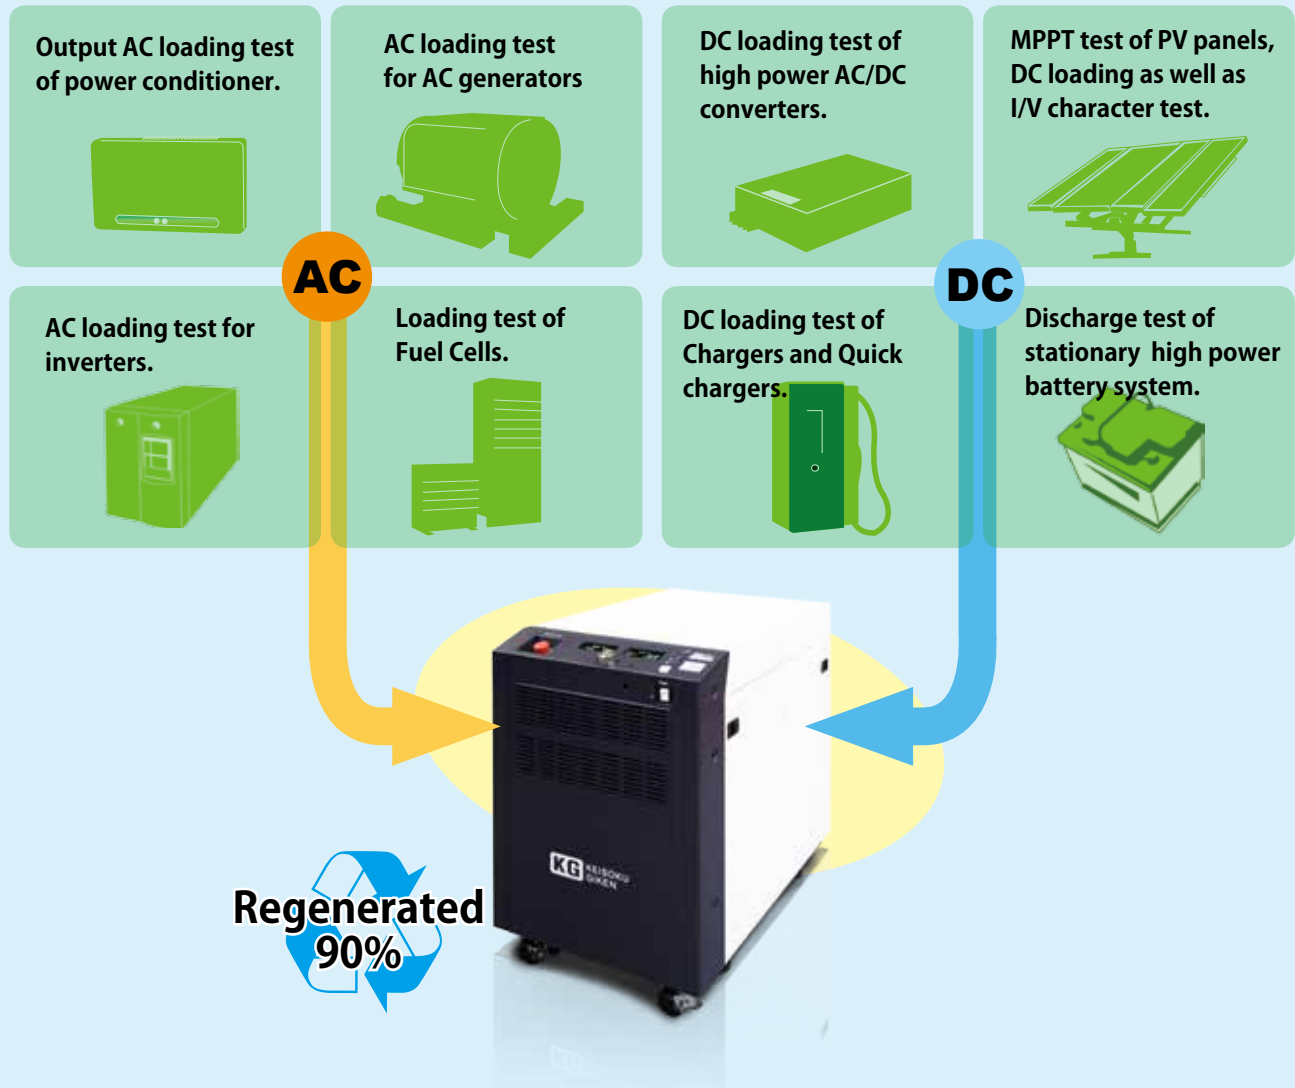 Output AC loading test
of power conditioner.
AC loading test
for AC generators
AC
AC loading test for
inverters.
Loading test of
Fuel Cells.
DC loading test of
high power AC/DC
converters.
MPPT test of PV panels,
DC loading as well as
I/V character test.
DC
DC loading test of
Chargers and Quick
chargers.
Discharge test of
stationary high power
battery system.
KG KEISOKU
GIKEN
Regenerated
90%